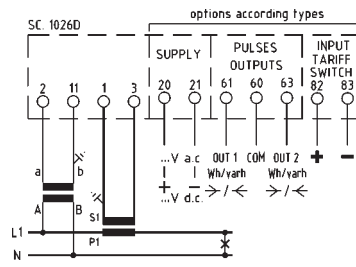 options according types
SC. 1026D
SUPPLY
PULSES
OUTPUTS
INPUT
TARIFF
SWITCH
2 11 1 3 20 21 61 60 63 82 83
a b
...V a.c.
+ −
...V d.c.
OUT 1 COM OUT 2
Wh/varh Wh/varh
+ −
A B
S1
L1
P1
N